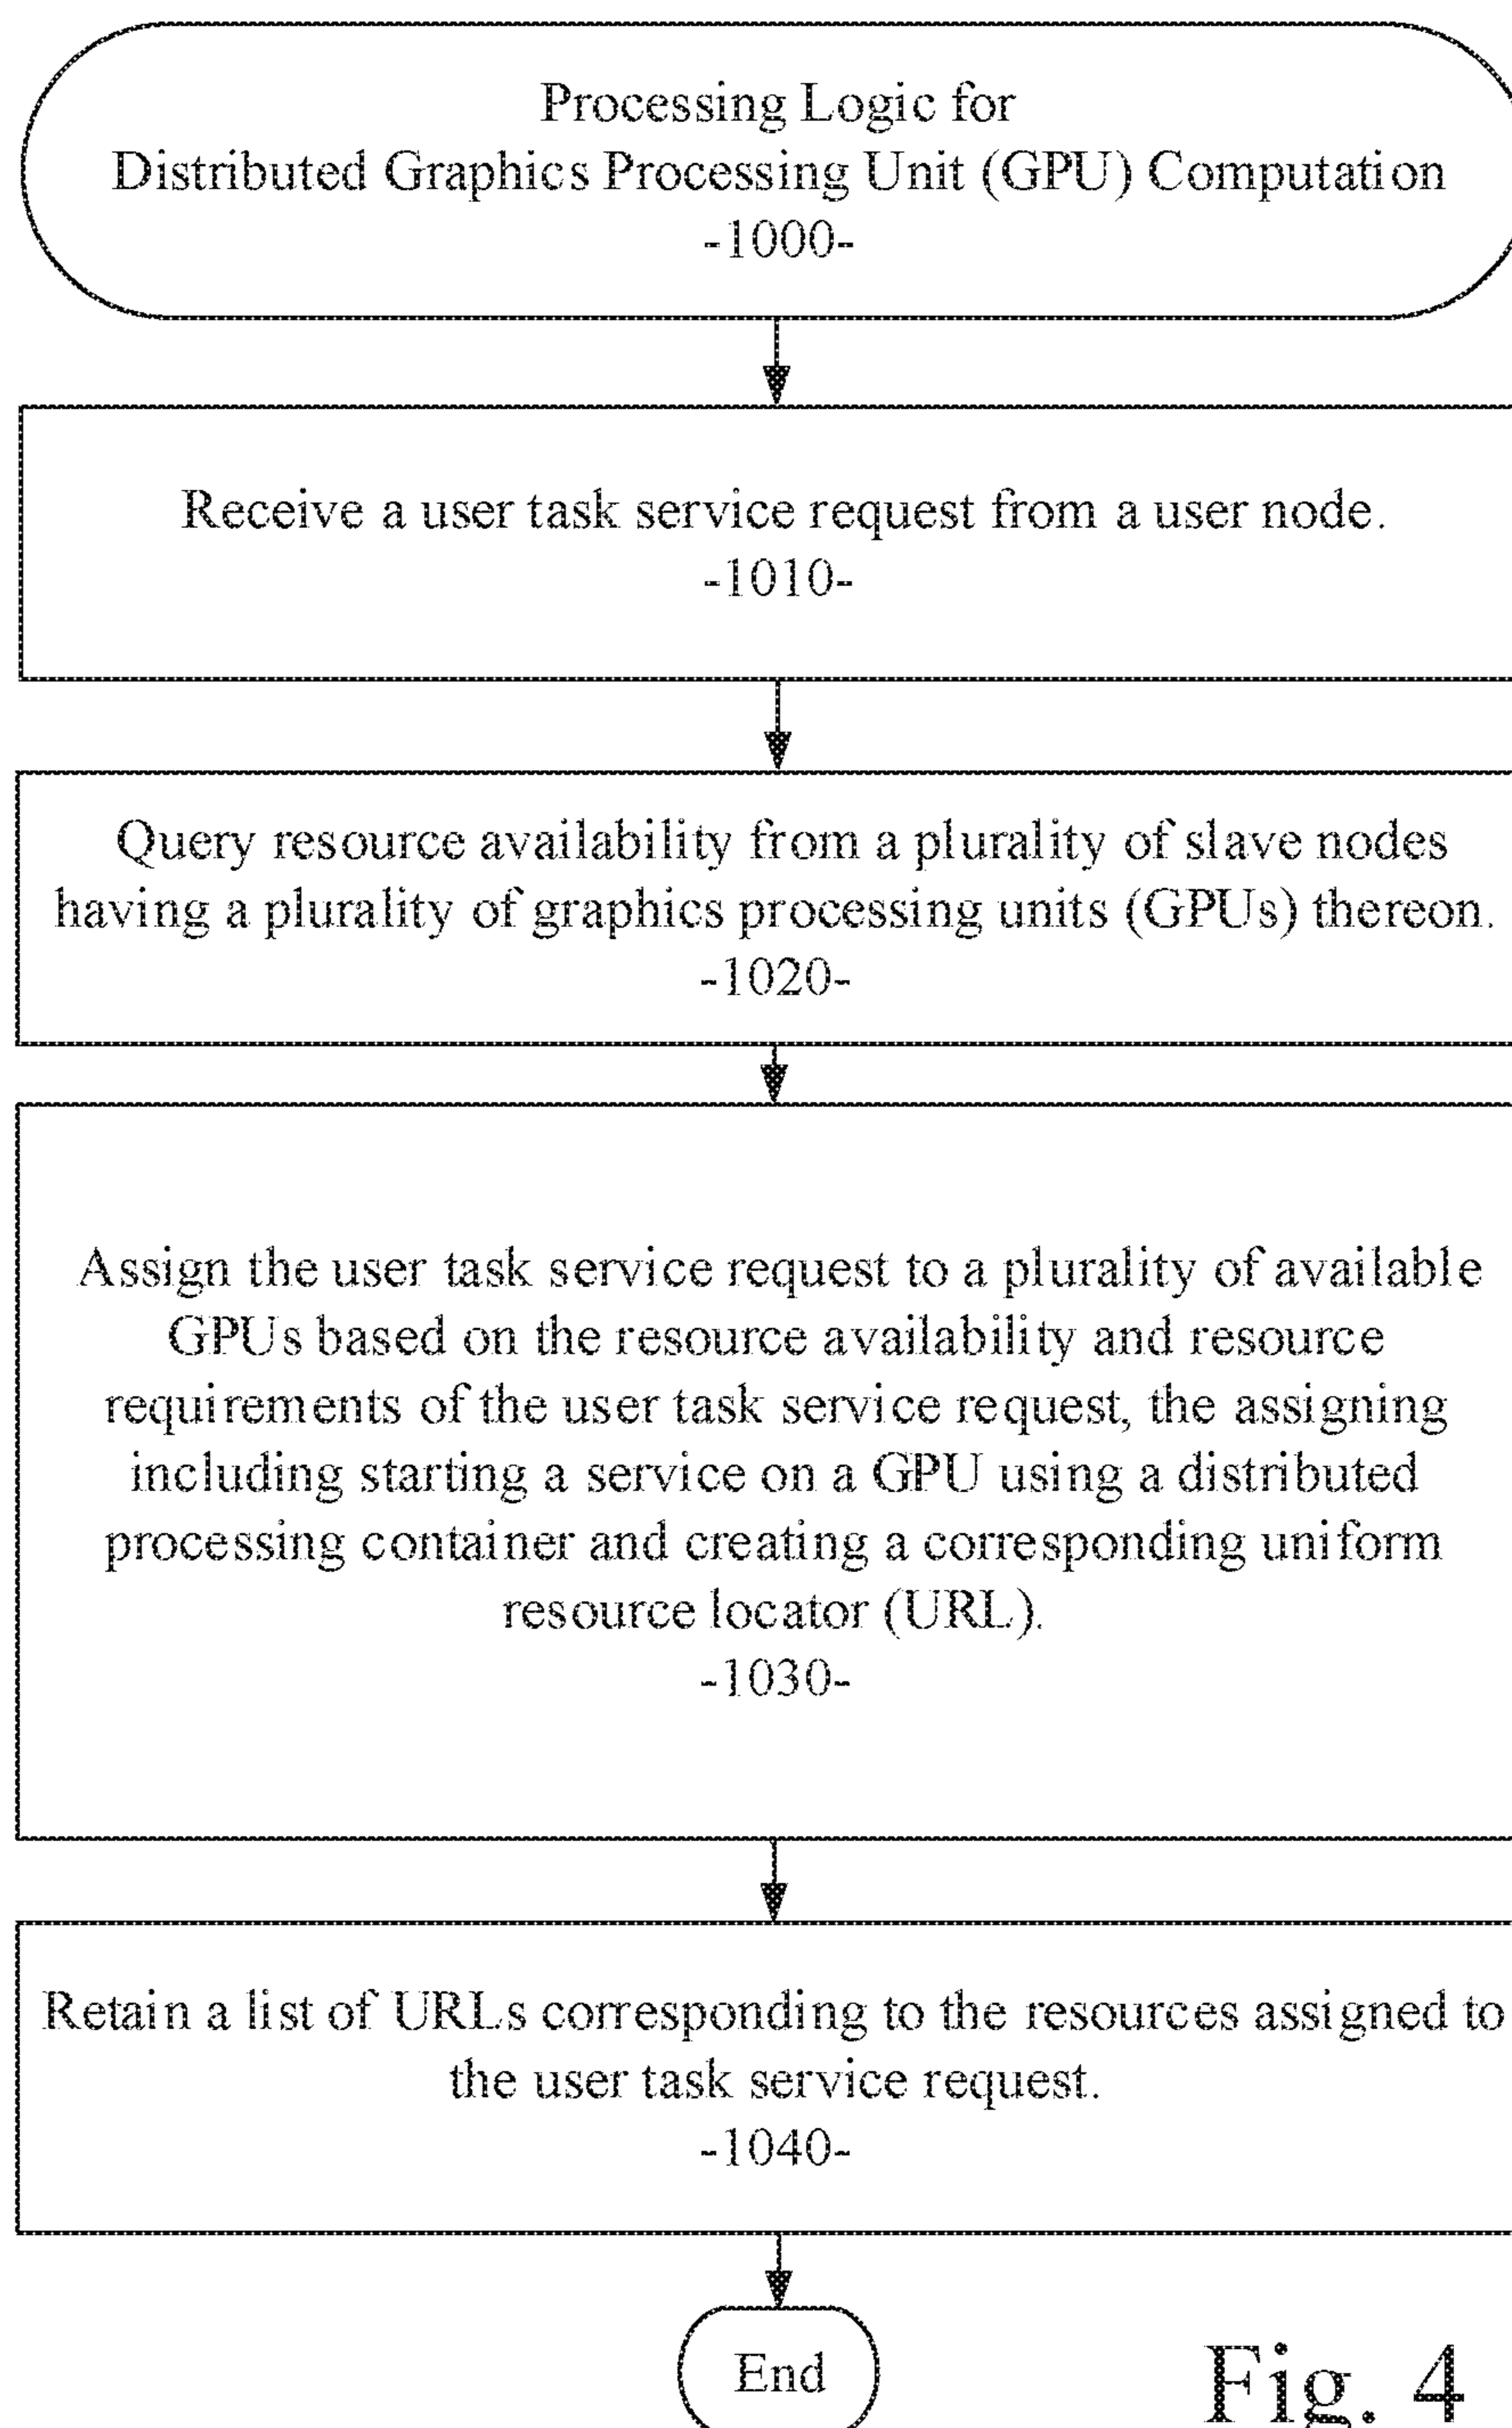 Processing Logic for
Distributed Graphics Processing Unit (GPU) Computation
-1000-
Receive a user task service request from a user node.
-1010-
Query resource availability from a plurality of slave nodes
having a plurality of graphics processing units (GPUs) thereon.
-1020-
Assign the user task service request to a plurality of available
GPUs based on the resource availability and resource
requirements of the user task service request, the assigning
including starting a service on a GPU using a distributed
processing container and creating a corresponding uniform
resource locator (URL).
-1030-
Retain a list of URLs corresponding to the resources assigned to
the user task service request.
-1040-
End
Fig. 4